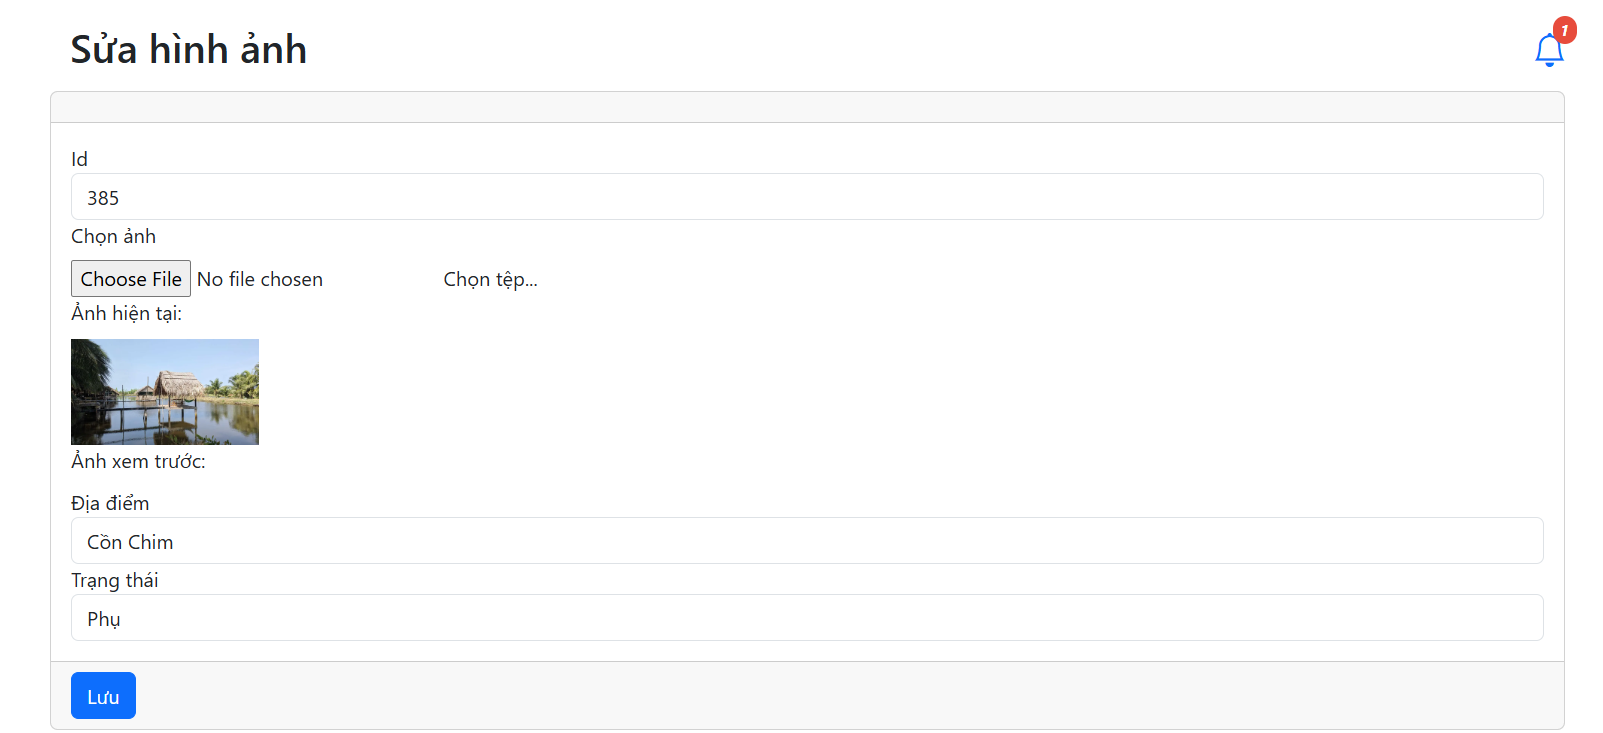 Sửa hình ảnh
1
Id
385
Chọn ảnh
Choose File No file chosen Chọn tệp...
Ảnh hiện tại:
Ảnh xem trước:
Địa điểm
Cồn Chim
Trạng thái
Phụ
Lưu